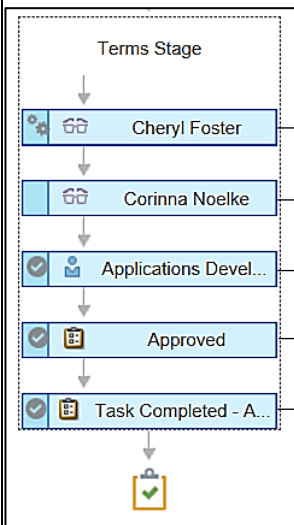 Terms Stage
Cheryl Foster
Corinna Noelke
Applications Devel...
Approved
Task Completed - A...